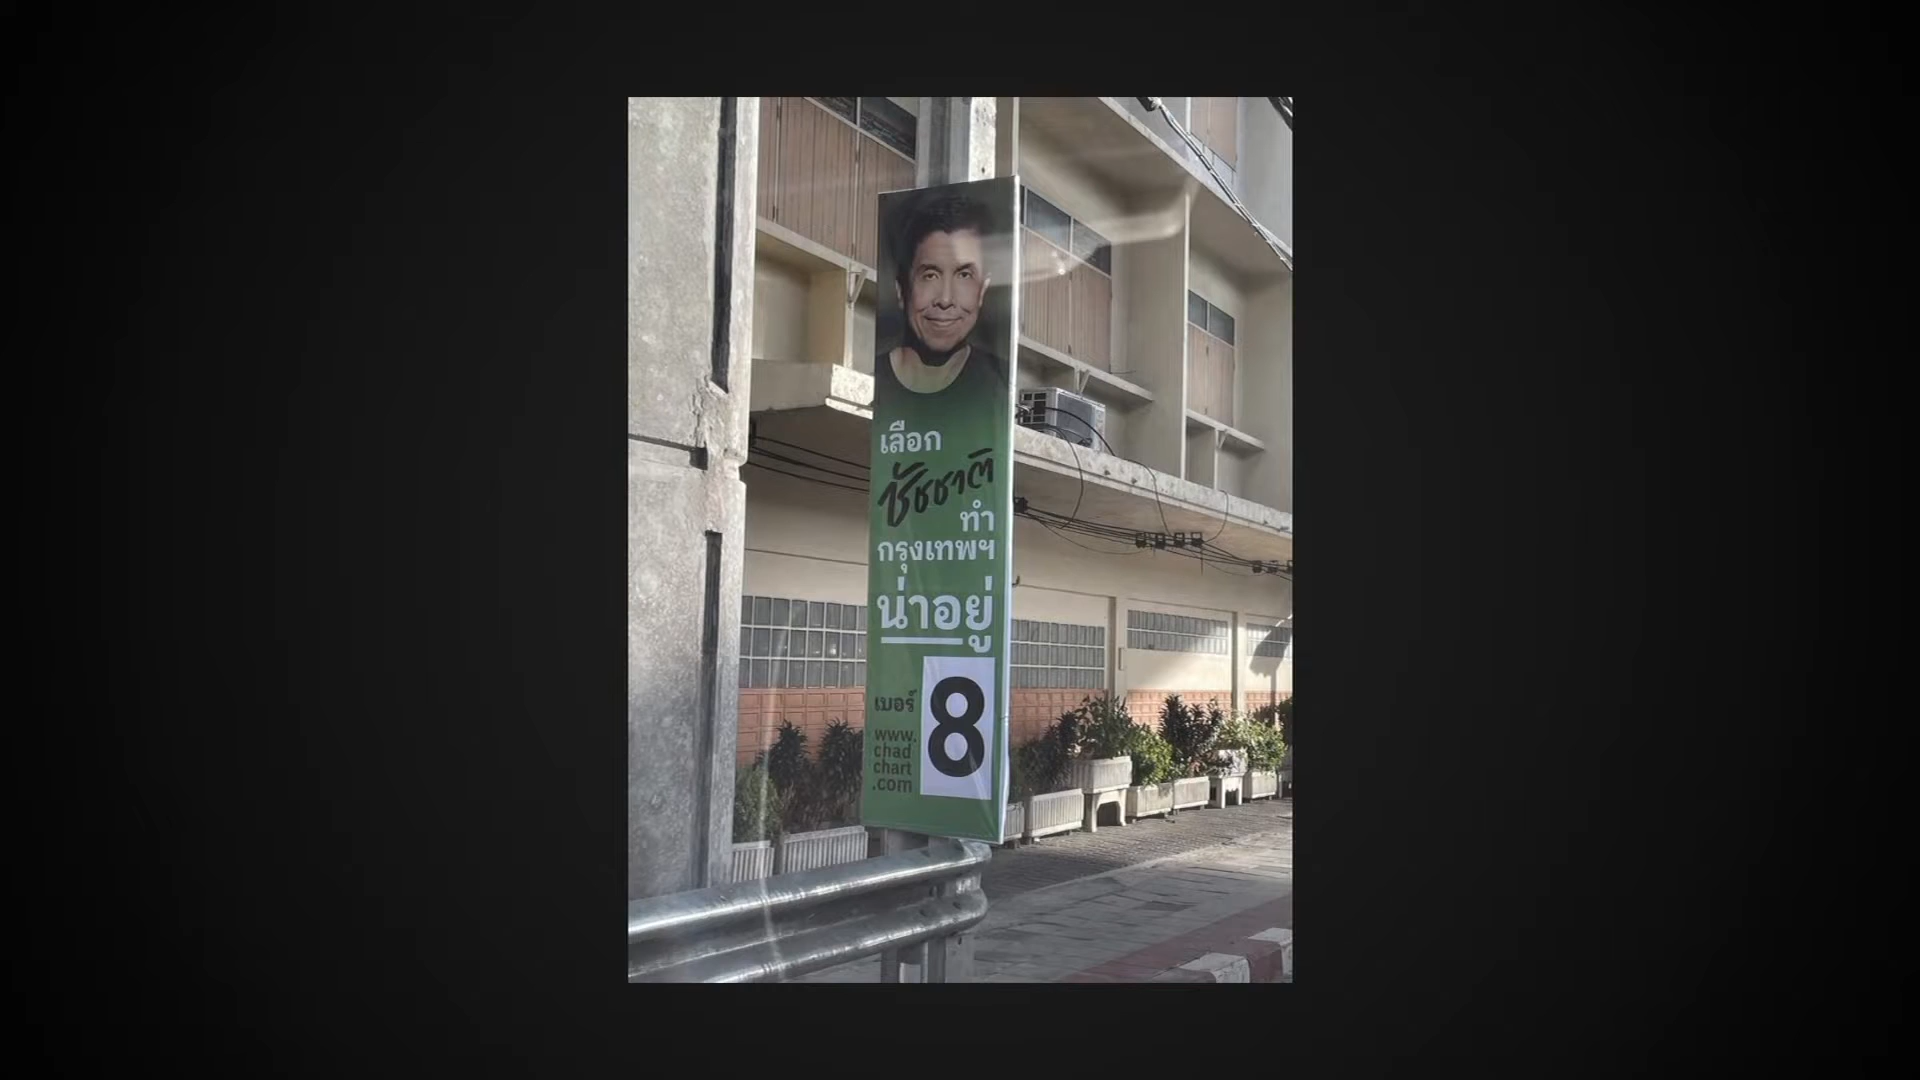 เลือก
ชัชชาติ
ทำ
กรุงเทพฯ
น่าอยู่
เบอร์ 8
www.
chad
chart
.com